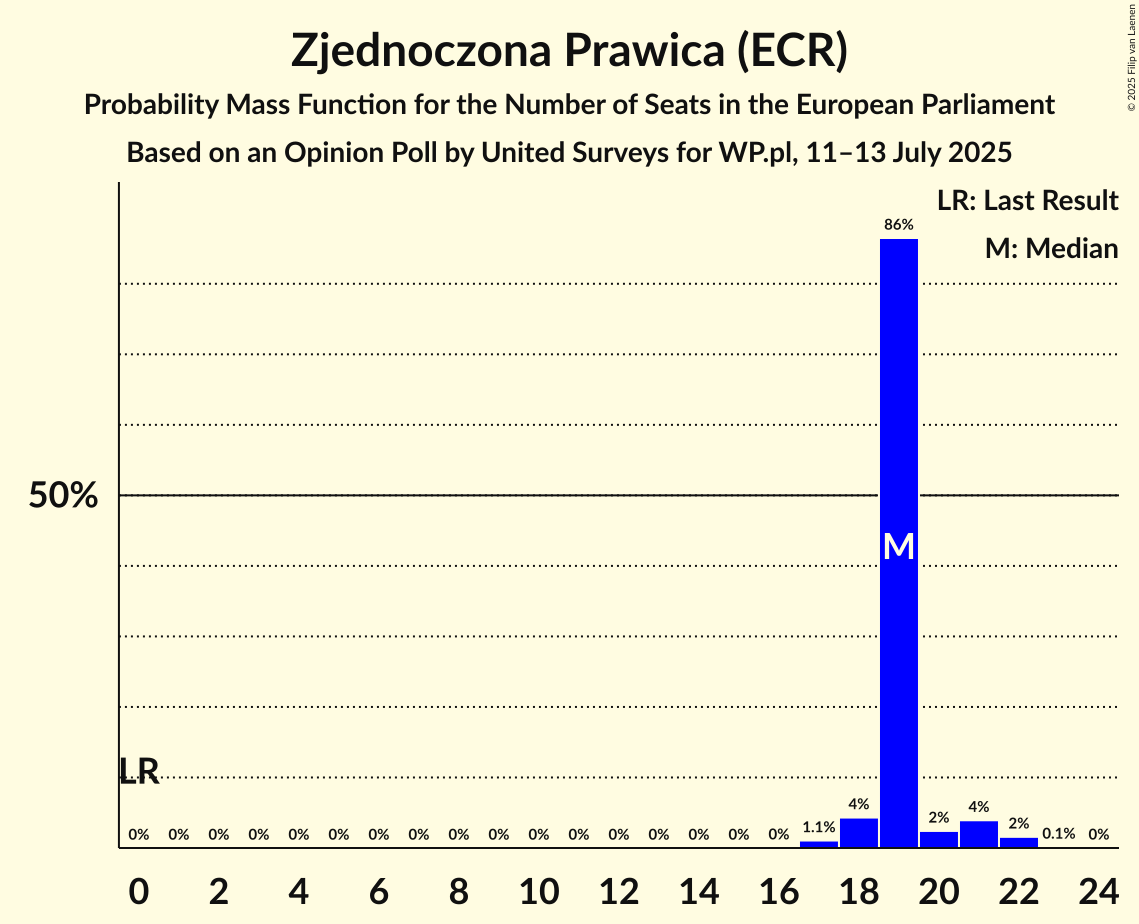 Zjednoczona Prawica (ECR)
Probability Mass Function for the Number of Seats in the European Parliament
Based on an Opinion Poll by United Surveys for WP.pl, 11–13 July 2025
© 2025 Filip van Laenen
LR: Last Result
M: Median
86%
50%
M
LR
0% 0% 0% 0% 0% 0% 0% 0% 0% 0% 0% 0% 0% 0% 0% 0% 0% 1.1% 4% 2% 4% 2% 0.1% 0%
0 2 4 6 8 10 12 14 16 18 20 22 24